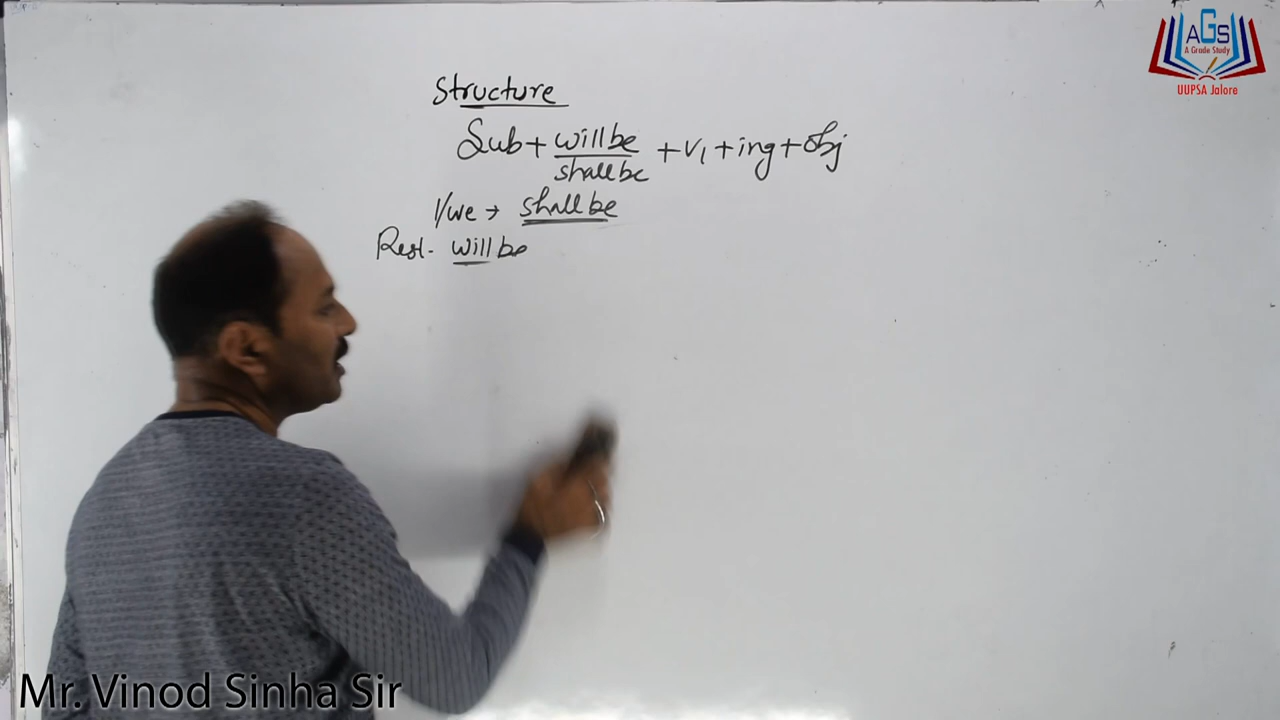 AGS
A Grade Study
UUPSA Jalore
Structure
Sub + will be / shall be + V1 + ing + obj
I/we → shall be
Rest. will be
Mr. Vinod Sinha Sir